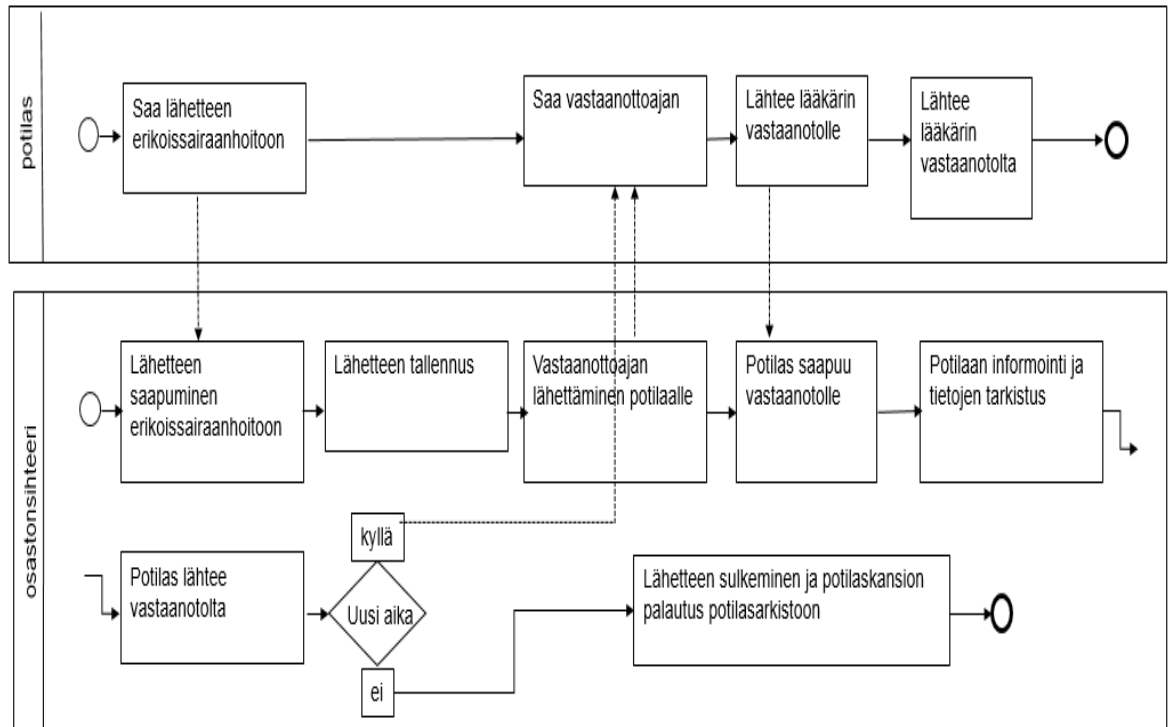 potilas
Saa lähetteen
erikoissairaanhoitoon
Saa vastaanottoajan
Lähtee lääkärin
vastaanotolle
Lähtee
lääkärin
vastaanotolta
osastonsihteeri
Lähetteen
saapuminen
erikoissairaanhoitoon
Lähetteen tallennus
Vastaanottoajan
lähettäminen potilaalle
Potilas saapuu
vastaanotolle
Potilaan informointi ja
tietojen tarkistus
Potilas lähtee
vastaanotolta
kyllä
Uusi aika
ei
Lähetteen sulkeminen ja potilaskansion
palautus potilasarkistoon